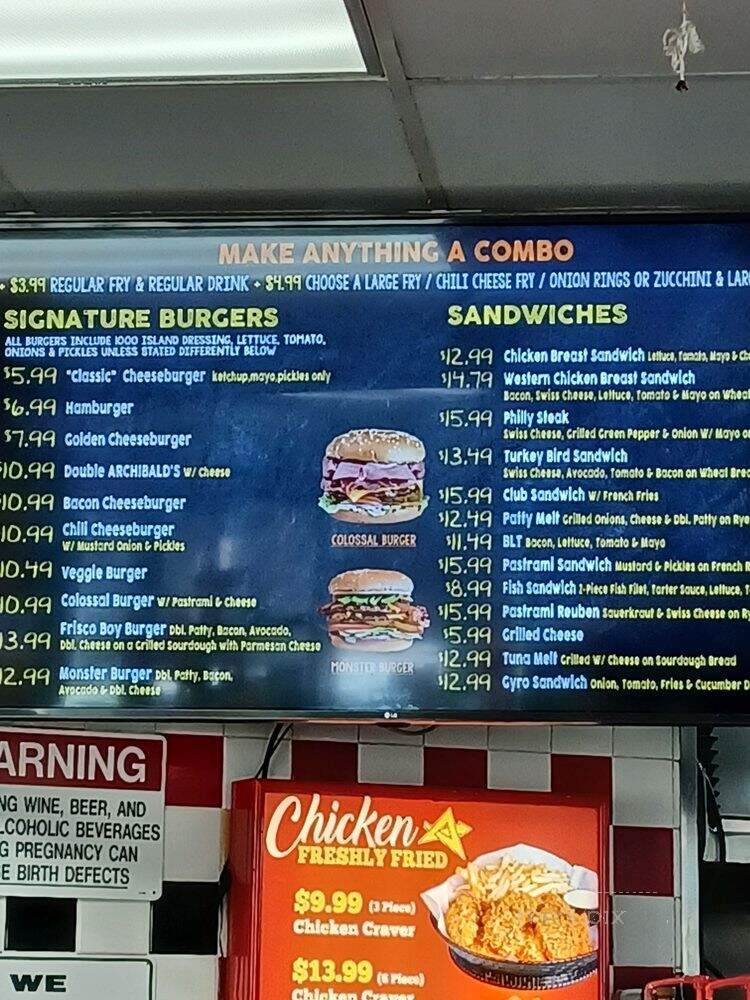 MAKE ANYTHING A COMBO
+ $3.99 REGULAR FRY & REGULAR DRINK + $4.99 CHOOSE A LARGE FRY / CHILI CHEESE FRY / ONION RINGS OR ZUCCHINI &
SIGNATURE BURGERS
ALL BURGERS INCLUDE 1000 ISLAND DRESSING, LETTUCE, TOMATO,
ONIONS & PICKLES UNLESS STATED DIFFERENTLY BELOW
$5.99 "Classic" Cheeseburger ketchup,mayo,pickles only
$6.99 Hamburger
$7.99 Golden Cheeseburger
10.99 Double ARCHIBALD'S W/ Cheese
10.99 Bacon Cheeseburger
10.99 Chili Cheeseburger
W/ Mustard Onion & Pickles
10.49 Veggie Burger
10.99 Colossal Burger W/ Pastrami & Cheese
3.99 Frisco Boy Burger Dbl. Patty, Bacon, Avocado,
Dbl. Cheese on a Grilled Sourdough with Parmesan Cheese
2.99 Monster Burger Dbl. Patty, Bacon,
Avocado & Dbl. Cheese
COLOSSAL BURGER
MONSTER BURGER
SANDWICHES
$12.99 Chicken Breast Sandwich Lettuce, Tomato, Mayo &
$14.79 Western Chicken Breast Sandwich
Bacon, Swiss Cheese, Lettuce, Tomato & Mayo on
$15.99 Philly Steak
Swiss Cheese, Grilled Green Pepper & Onion W/ Mayo
$13.49 Turkey Bird Sandwich
Swiss Cheese, Avocado, Tomato & Bacon on Wheat
$15.99 Club Sandwich W/ French Fries
$12.49 Patty Melt Grilled Onions, Cheese & Dbl. Patty on
$11.49 BLT Bacon, Lettuce, Tomato & Mayo
$15.99 Pastrami Sandwich Mustard & Pickles on French
$8.99 Fish Sandwich 2-Piece Fish Filet, Tarter Sauce, Lettuce,
$15.99 Pastrami Reuben Sauerkraut & Swiss Cheese on
$5.99 Grilled Cheese
$12.99 Tuna Melt Grilled W/ Cheese on Sourdough Bread
$12.99 Gyro Sandwich Onion, Tomato, Fries & Cucumber
LG
ARNING
NG WINE, BEER, AND
LCOHOLIC BEVERAGES
G PREGNANCY CAN
E BIRTH DEFECTS
WE
Chicken
FRESHLY FRIED
$9.99 (3 Piece)
Chicken Craver
$13.99 (6 Piece)
Chicken Craver